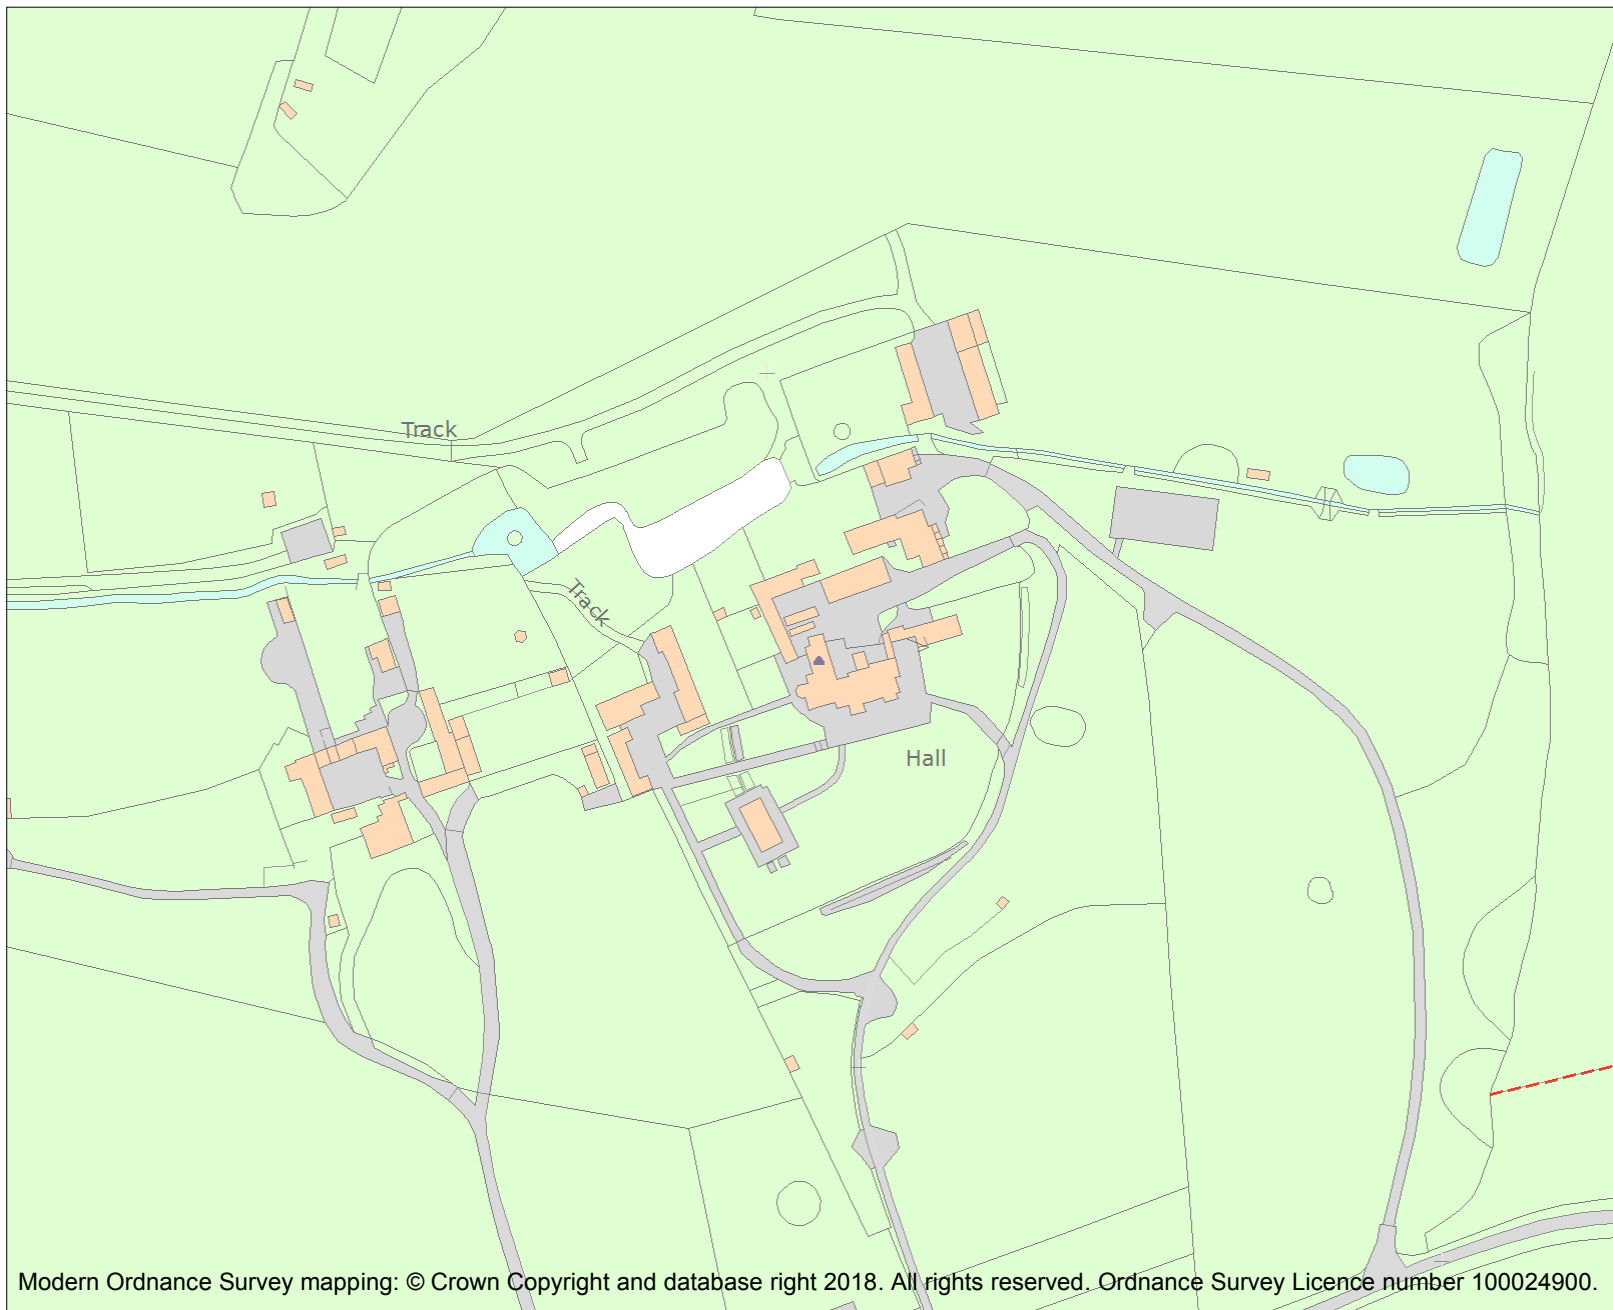 Track
Track
Hall
Modern Ordnance Survey mapping: © Crown Copyright and database right 2018. All rights reserved. Ordnance Survey Licence number 100024900.